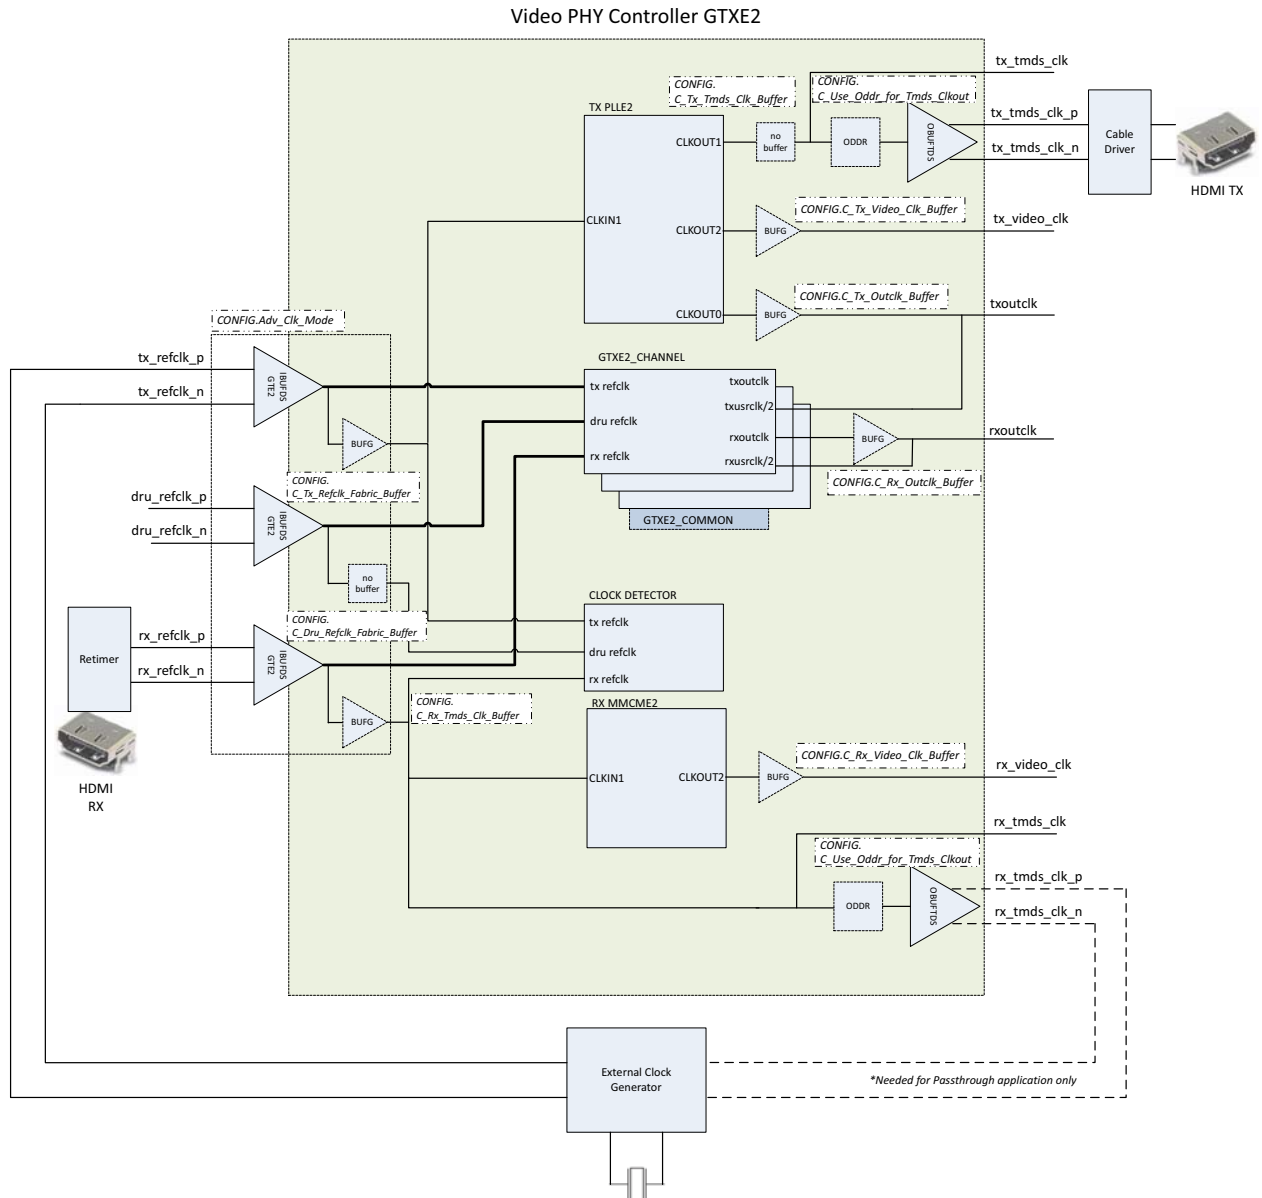 Video PHY Controller GTXE2
tx_tmds_clk
CONFIG.
C_Tx_Tmds_Clk_Buffer
CONFIG.
C_Use_Oddr_for_Tmds_Clkout
TX PLLE2
CLKOUT1
no
buffer
ODDR
OBUFTDS
tx_tmds_clk_p
tx_tmds_clk_n
Cable
Driver
HDMI TX
CLKIN1
CLKOUT2
BUFG
CONFIG.C_Tx_Video_Clk_Buffer
tx_video_clk
CLKOUT0
BUFG
CONFIG.C_Tx_Outclk_Buffer
txoutclk
CONFIG.Adv_Clk_Mode
tx_refclk_p
tx_refclk_n
IBUFDS
GTE2
BUFG
CONFIG.
C_Tx_Refclk_Fabric_Buffer
GTXE2_CHANNEL
tx refclk
dru refclk
rx refclk
txoutclk
txusrclk/2
rxoutclk
rxusrclk/2
BUFG
rxoutclk
CONFIG.C_Rx_Outclk_Buffer
GTXE2_COMMON
dru_refclk_p
dru_refclk_n
IBUFDS
GTE2
no
buffer
CONFIG.
C_Dru_Refclk_Fabric_Buffer
CLOCK DETECTOR
tx refclk
dru refclk
rx refclk
Retimer
rx_refclk_p
rx_refclk_n
IBUFDS
GTE2
BUFG
CONFIG.
C_Rx_Tmds_Clk_Buffer
HDMI
RX
RX MMCME2
CLKIN1
CLKOUT2
BUFG
CONFIG.C_Rx_Video_Clk_Buffer
rx_video_clk
rx_tmds_clk
CONFIG.
C_Use_Oddr_for_Tmds_Clkout
ODDR
OBUFTDS
rx_tmds_clk_p
rx_tmds_clk_n
External Clock
Generator
*Needed for Passthrough application only